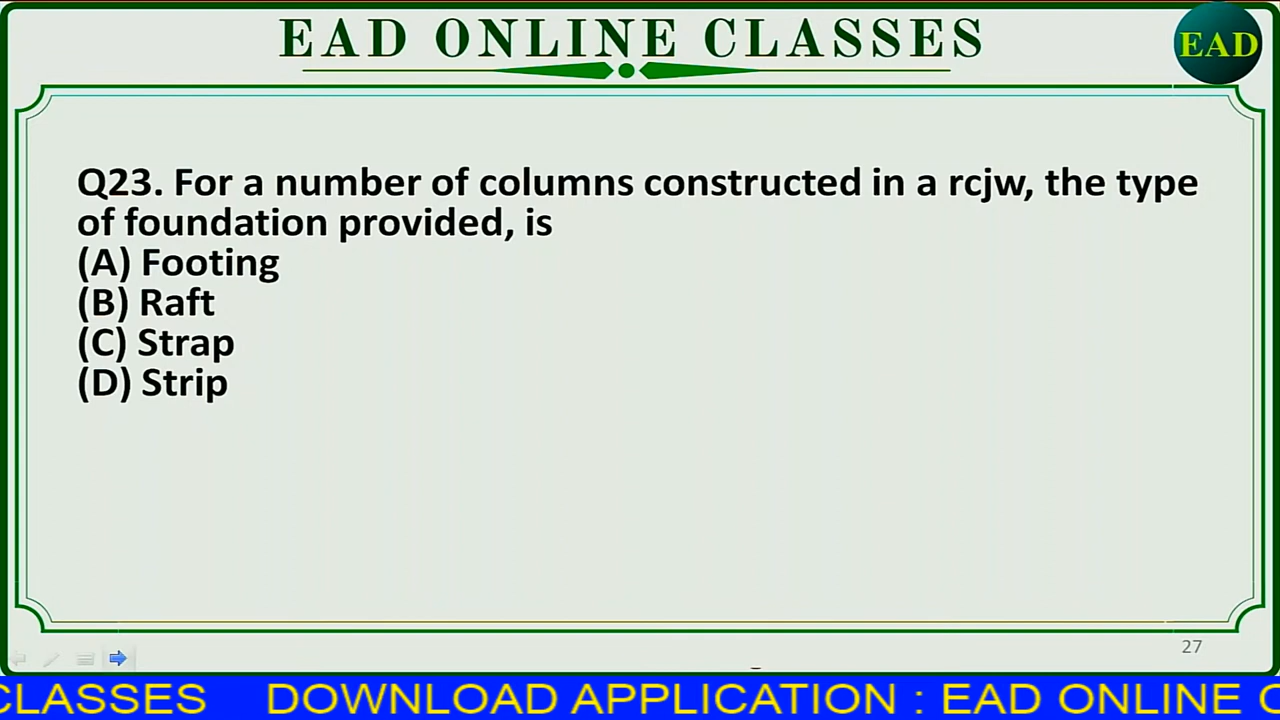 EAD ONLINE CLASSES
EAD
Q23. For a number of columns constructed in a rcjw, the type
of foundation provided, is
(A) Footing
(B) Raft
(C) Strap
(D) Strip
27
CLASSES DOWNLOAD APPLICATION : EAD ONLINE C